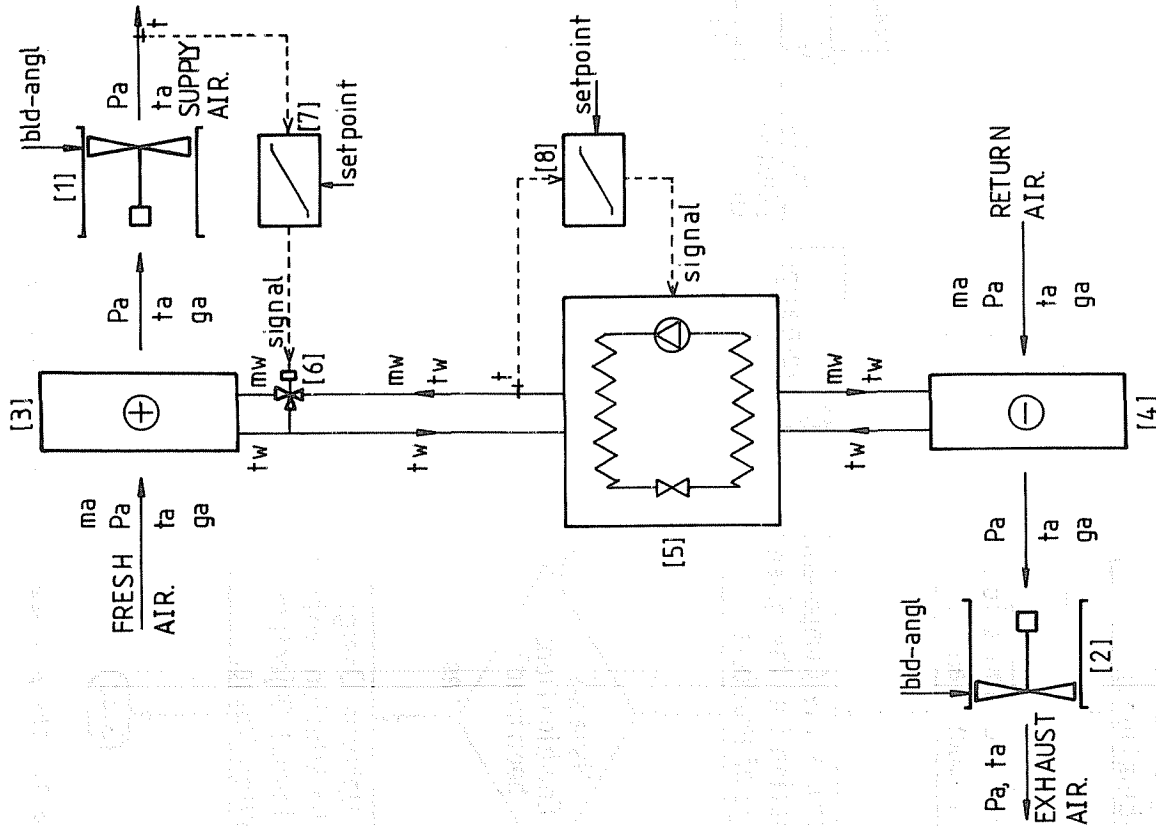 bld-angl
[1]
Pa
ta
SUPPLY
AIR.
t
[7]
setpoint
signal
Pa
ta
ga
[3]
FRESH
AIR.
ma
Pa
ta
ga
tw
mw
[6]
tw
mw
tw
t
[8]
setpoint
signal
[5]
tw
mw
tw
[4]
RETURN
AIR.
ma
Pa
ta
ga
Pa
ta
ga
bld-angl
[2]
Pa, ta
EXHAUST
AIR.